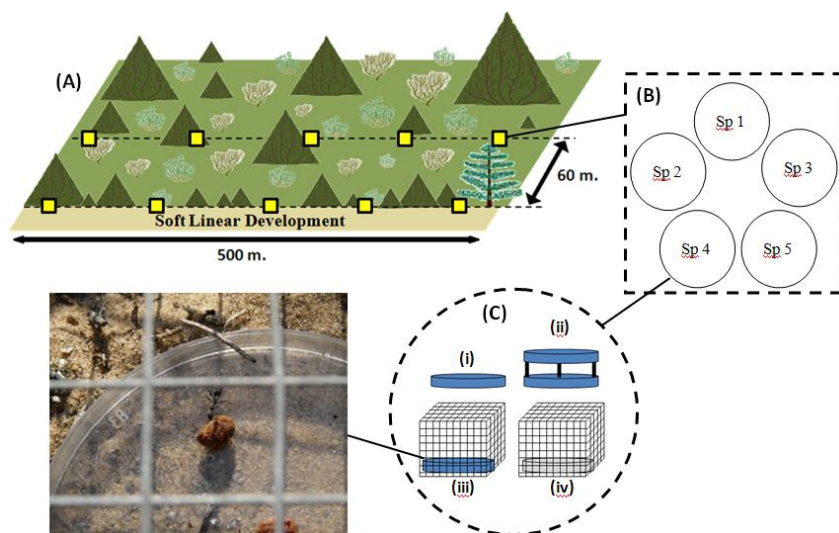 (A)
60 m.
Soft Linear Development
500 m.
(B)
Sp 1
Sp 2
Sp 3
Sp 4
Sp 5
(C)
(i)
(ii)
(iii)
(iv)